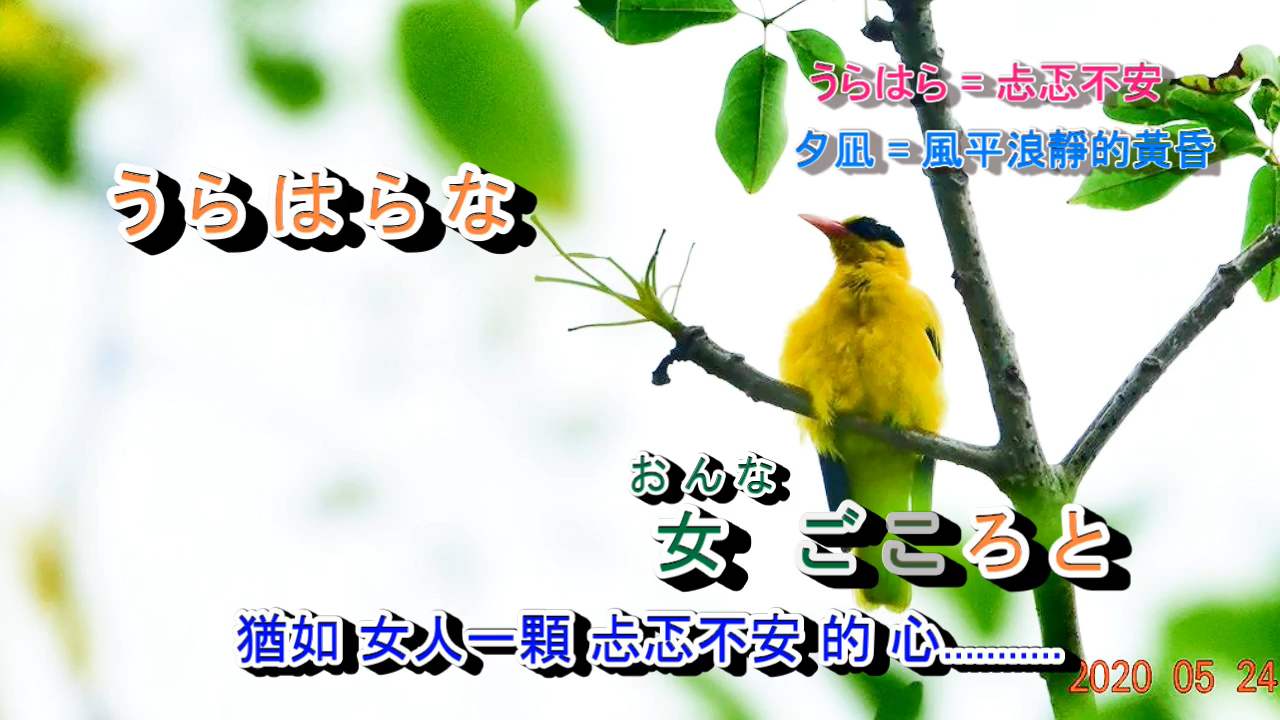 うらはら = 忐忑不安
夕凪 = 風平浪靜的黄昏
うらはらな
おんな
女 ごころと
猶如 女人一顆 忐忑不安 的 心...........
2020 05 24